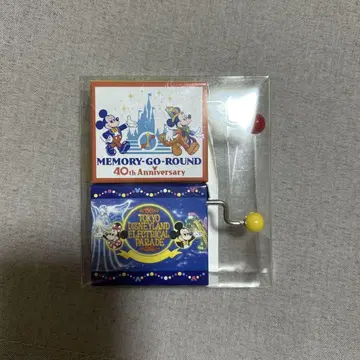 MEMORY-GO-ROUND
40th Anniversary
TOKYO
DISNEYLAND
ELECTRICAL
PARADE